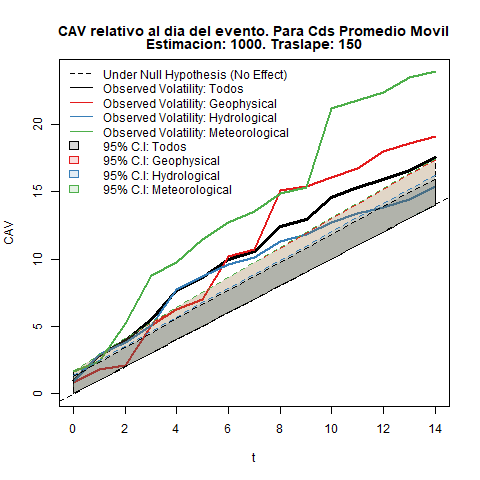 CAV relativo al dia del evento. Para Cds Promedio Movil
Estimacion: 1000. Traslape: 150
Under Null Hypothesis (No Effect)
Observed Volatility: Todos
Observed Volatility: Geophysical
Observed Volatility: Hydrological
Observed Volatility: Meteorological
95% C.I: Todos
95% C.I: Geophysical
95% C.I: Hydrological
95% C.I: Meteorological
CAV
20
15
10
5
0
0 2 4 6 8 10 12 14
t